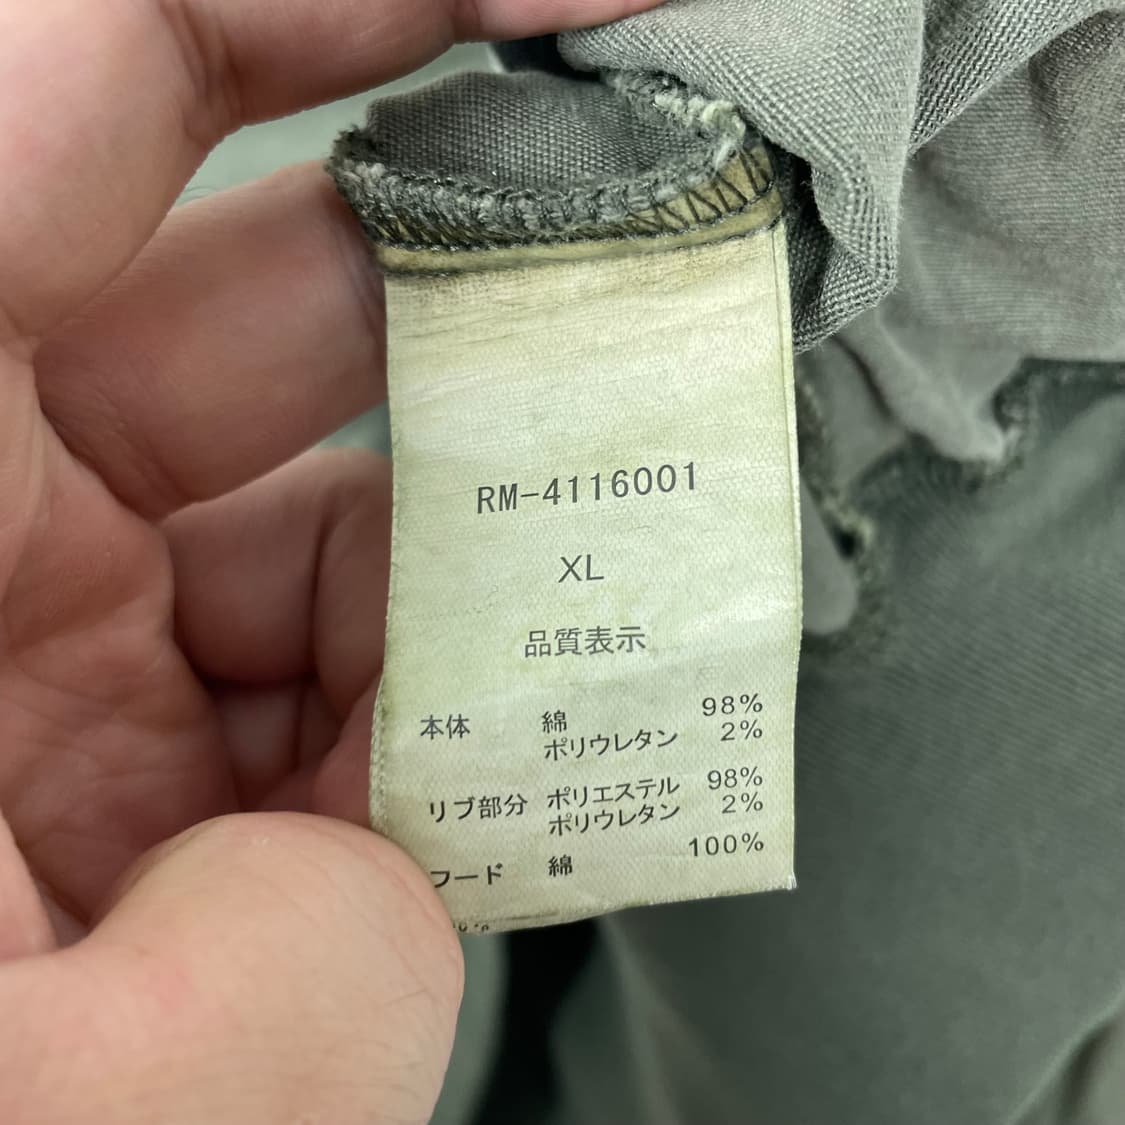 RM-4116001
XL
品質表示
本体 綿 98%
ポリウレタン 2%
リブ部分 ポリエステル 98%
ポリウレタン 2%
フード 綿 100%